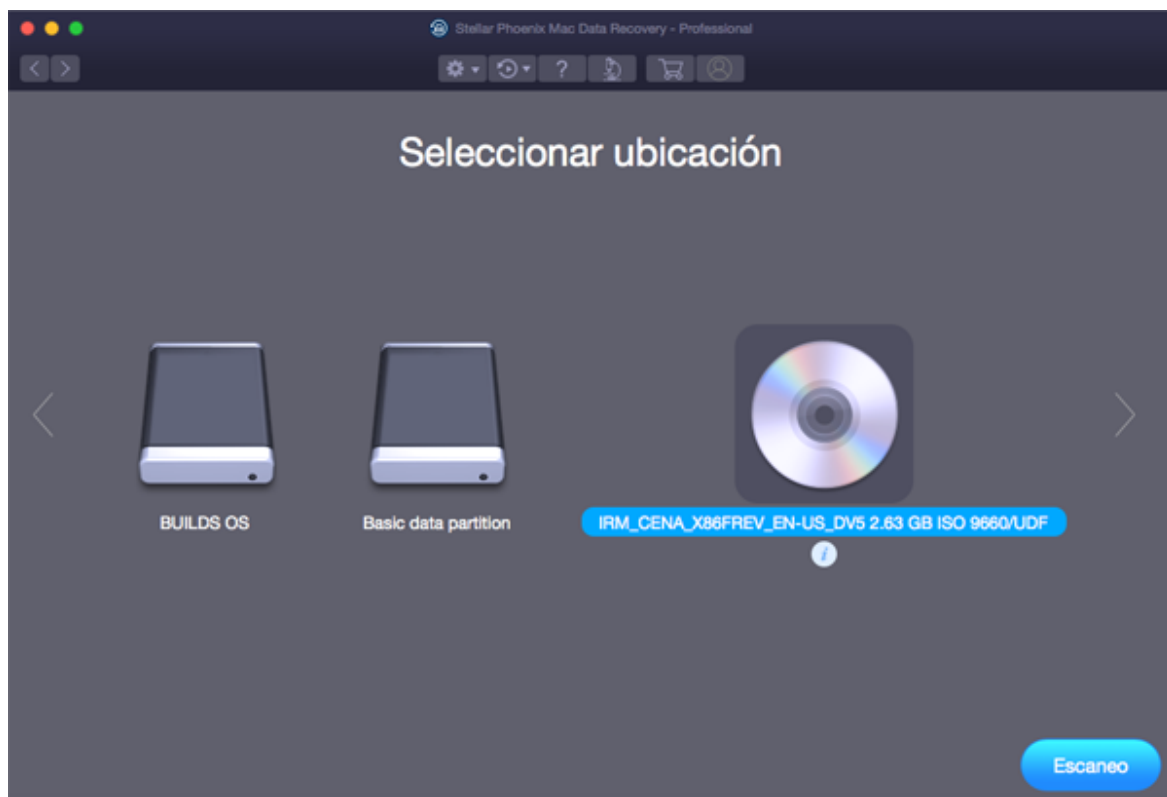 Stellar Phoenix Mac Data Recovery - Professional
Seleccionar ubicación
BUILDS OS
Basic data partition
IRM_CENA_X86FREV_EN-US_DV5 2.63 GB ISO 9660/UDF
Escaneo